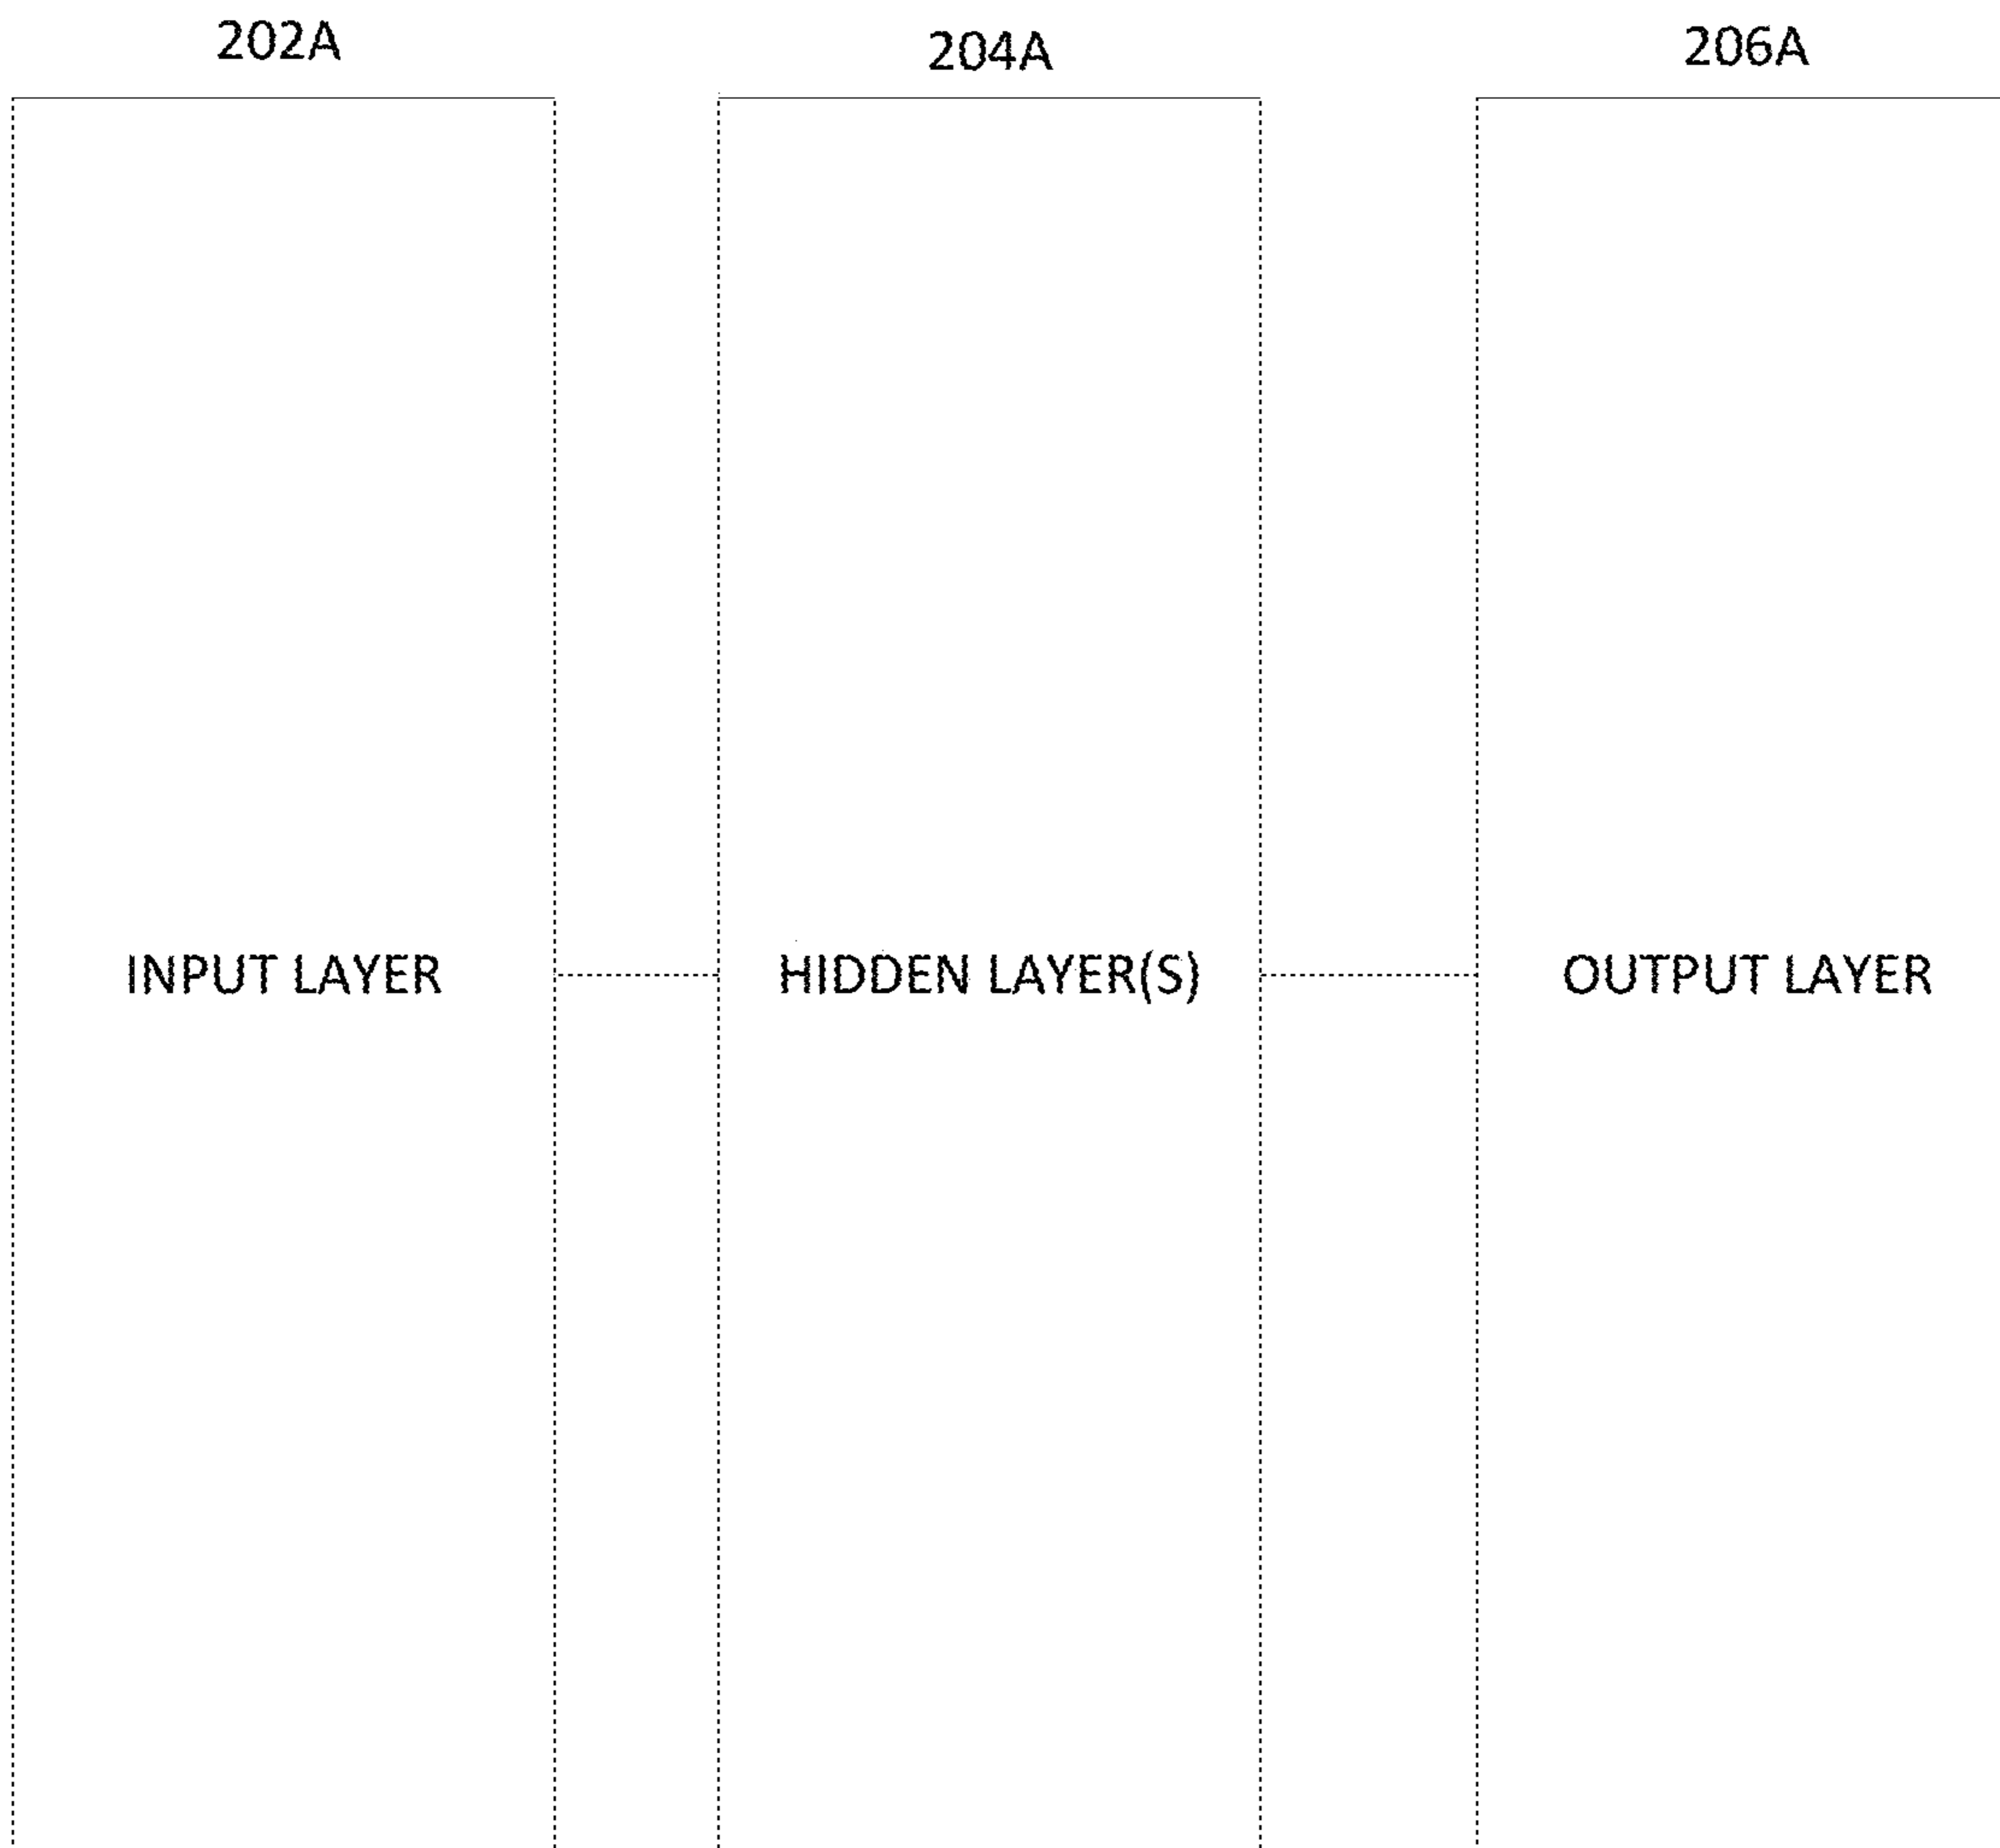 202A
204A
206A
INPUT LAYER
HIDDEN LAYER(S)
OUTPUT LAYER